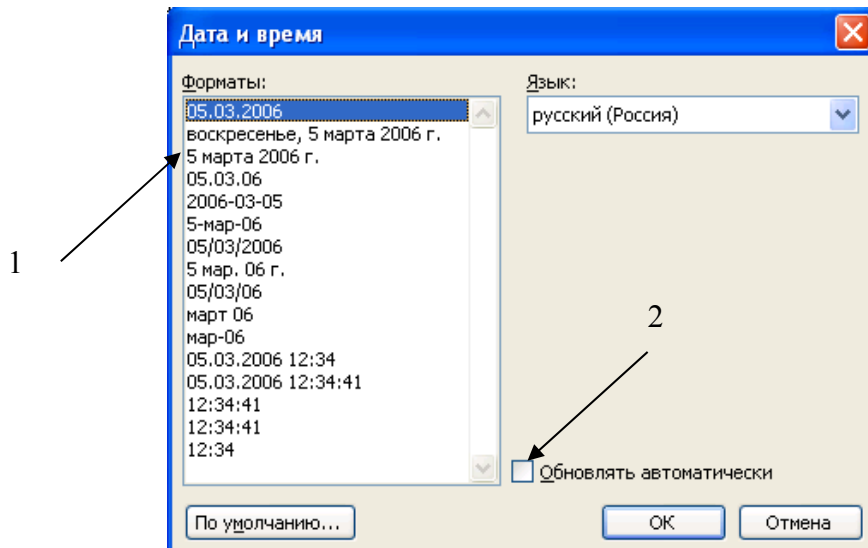 Дата и время
Форматы:
Язык:
05.03.2006
воскресенье, 5 марта 2006 г.
5 марта 2006 г.
05.03.06
2006-03-05
5-мар-06
05/03/2006
5 мар. 06 г.
05/03/06
март 06
мар-06
05.03.2006 12:34
05.03.2006 12:34:41
12:34:41
12:34:41
12:34
русский (Россия)
1
2
Обновлять автоматически
По умолчанию...
ОК
Отмена